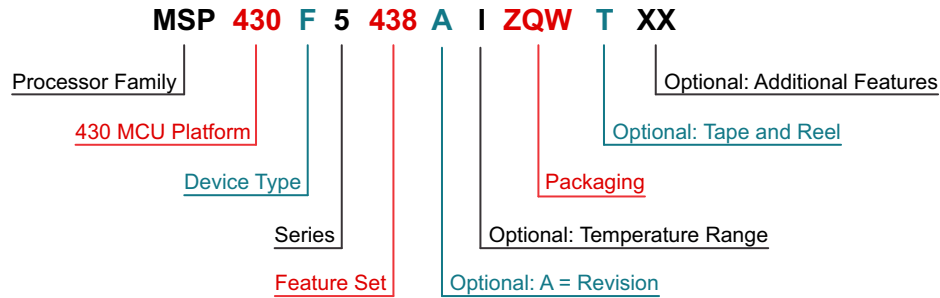 MSP 430 F 5 438 A I ZQW T XX
Processor Family
Optional: Additional Features
430 MCU Platform
Optional: Tape and Reel
Device Type
Packaging
Series
Optional: Temperature Range
Feature Set
Optional: A = Revision